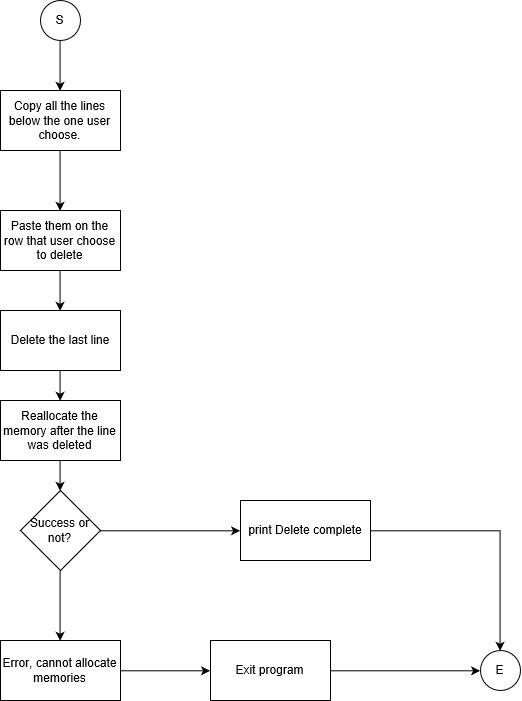 S
Copy all the lines
below the one user
choose.
Paste them on the
row that user choose
to delete
Delete the last line
Reallocate the
memory after the line
was deleted
Success or
not?
print Delete complete
Error, cannot allocate
memories
Exit program
E